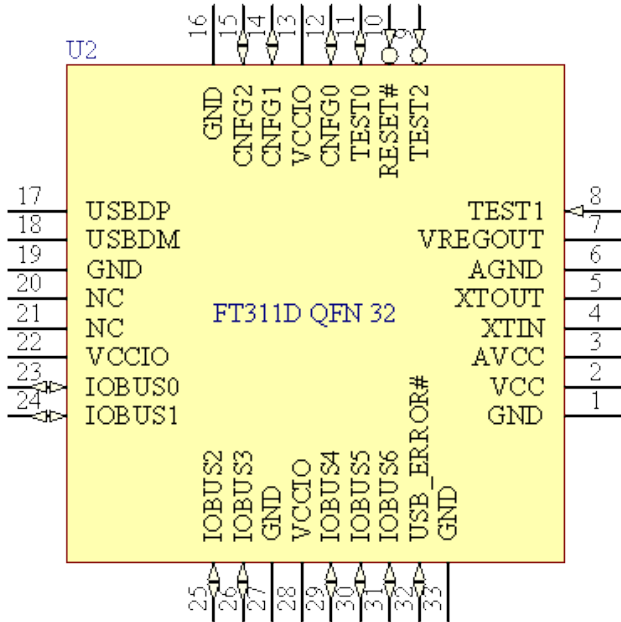 16 15 14 13 12 11 10 9
U2
GND CNFG2 CNFG1 VCCIO CNFG0 TEST0 RESET# TEST2
17 USBDP TEST1 8
18 USBDM VREGOUT 7
19 GND AGND 6
20 NC XTOUT 5
21 NC XTIN 4
22 VCCIO AVCC 3
23 IOBUS0 VCC 2
24 IOBUS1 GND 1
FT311D QFN 32
IOBUS2 IOBUS3 GND VCCIO IOBUS4 IOBUS5 IOBUS6 USB_ERROR# GND
25 26 27 28 29 30 31 32 33